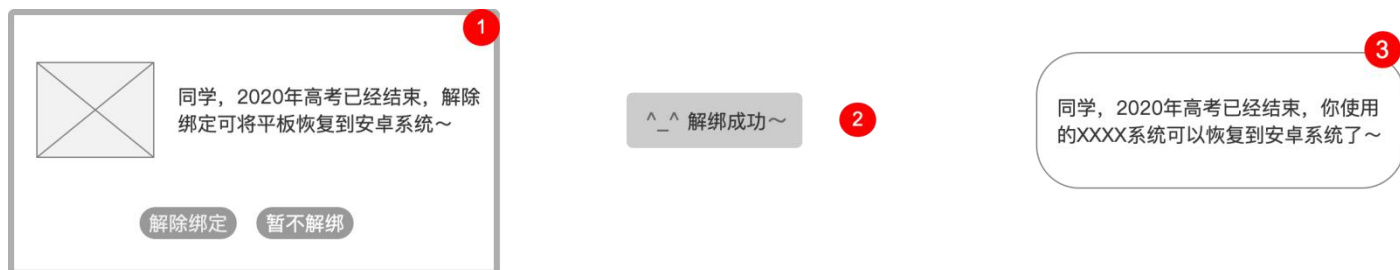 1
同学，2020年高考已经结束，解除
绑定可将平板恢复到安卓系统～
解除绑定
暂不解绑
^_^ 解绑成功～
2
3
同学，2020年高考已经结束，你使用
的XXXX系统可以恢复到安卓系统了～